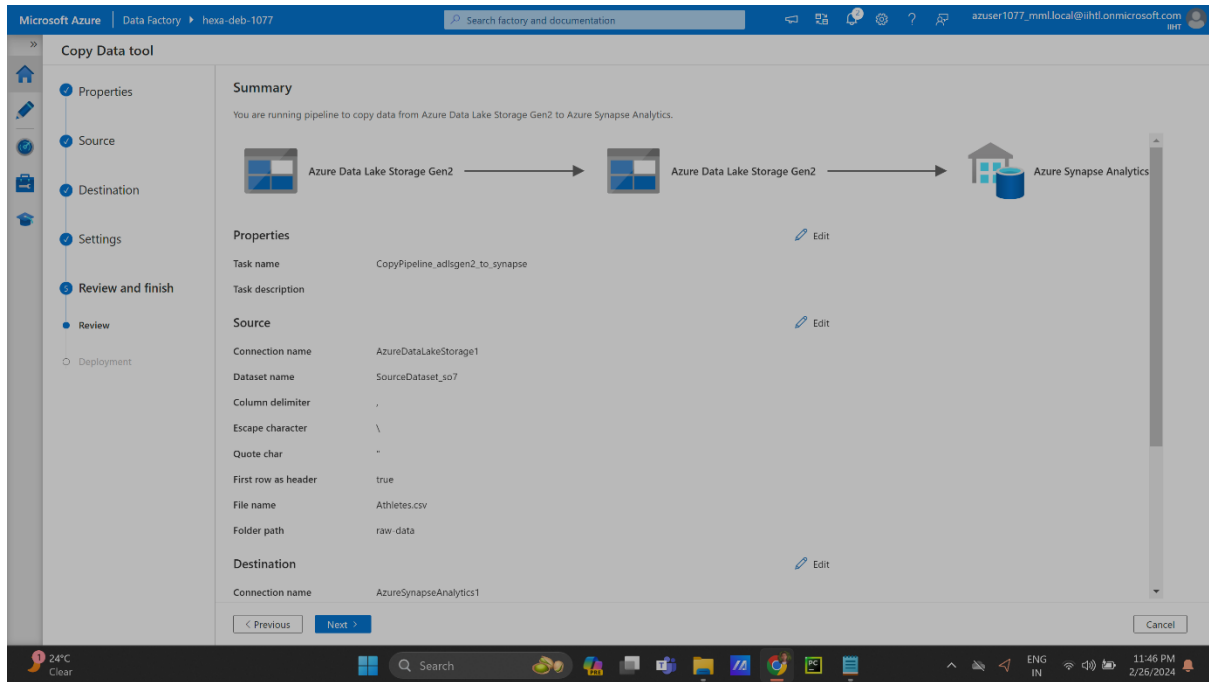 Microsoft Azure | Data Factory ▸ hexa-deb-1077
Search factory and documentation
2
azuser1077_mml.local@iihtl.onmicrosoft.com
IIHT
»
Copy Data tool
Properties
Source
Destination
Settings
5 Review and finish
Review
Deployment
Summary
You are running pipeline to copy data from Azure Data Lake Storage Gen2 to Azure Synapse Analytics.
Azure Data Lake Storage Gen2
Azure Data Lake Storage Gen2
Azure Synapse Analytics
Properties
Edit
Task name CopyPipeline_adlsgen2_to_synapse
Task description
Source
Edit
Connection name AzureDataLakeStorage1
Dataset name SourceDataset_so7
Column delimiter ,
Escape character \
Quote char "
First row as header true
File name Athletes.csv
Folder path raw-data
Destination
Edit
Connection name AzureSynapseAnalytics1
< Previous
Next >
Cancel
1
24°C
Clear
Search
PRE
PC
ENG
IN
11:46 PM
2/26/2024